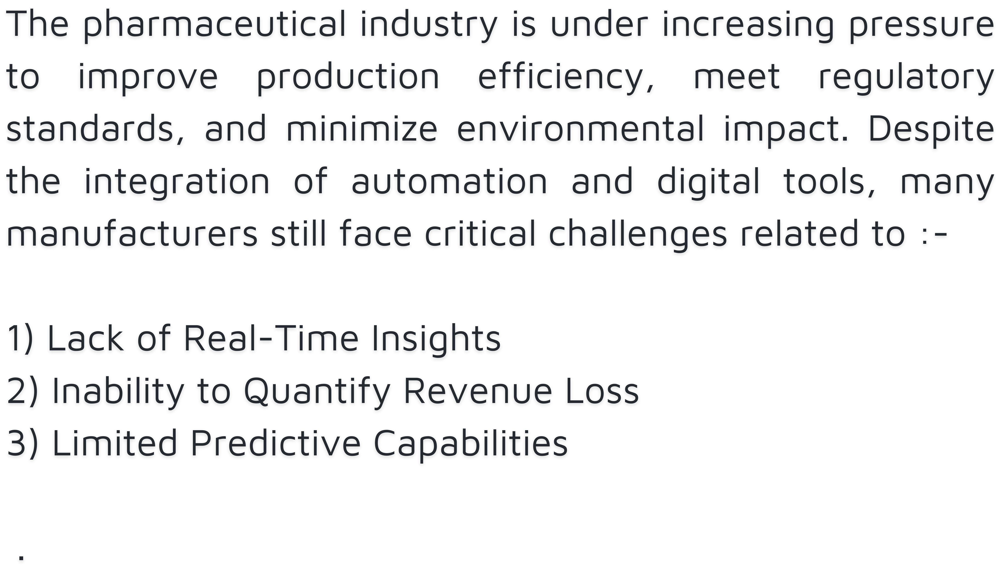 The pharmaceutical industry is under increasing pressure
to improve production efficiency, meet regulatory
standards, and minimize environmental impact. Despite
the integration of automation and digital tools, many
manufacturers still face critical challenges related to :-
1) Lack of Real-Time Insights
2) Inability to Quantify Revenue Loss
3) Limited Predictive Capabilities
.